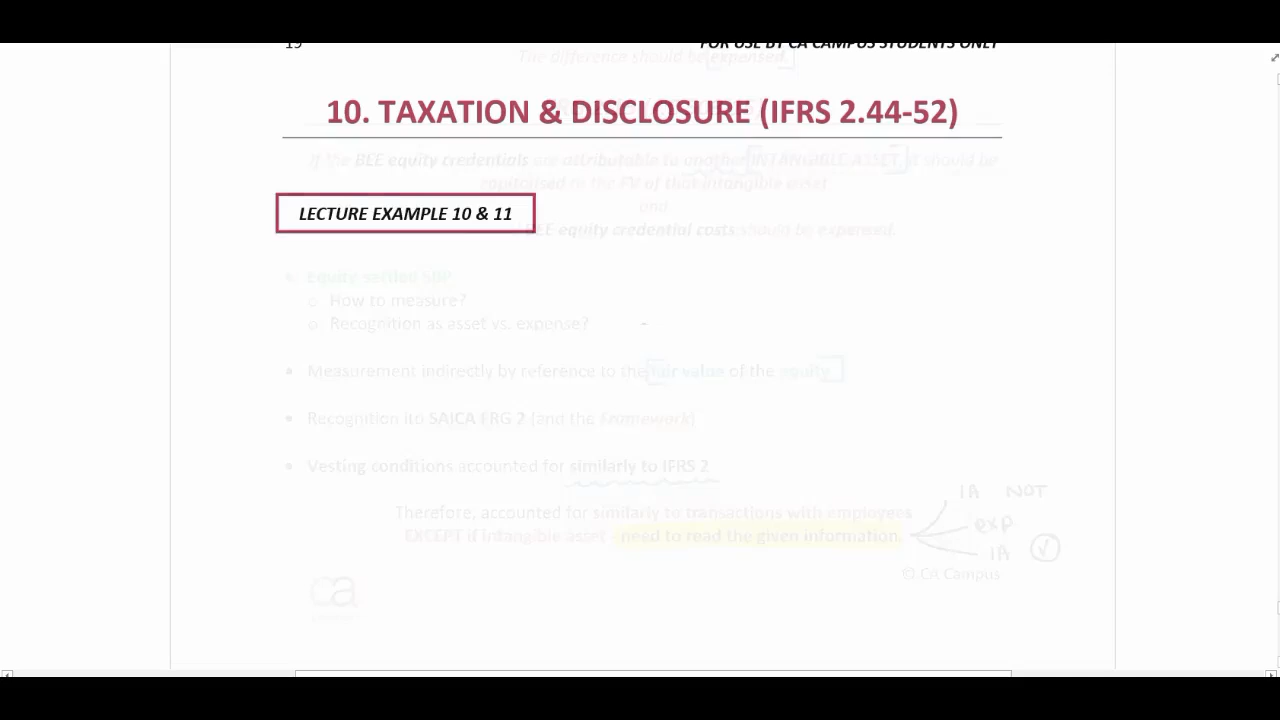 19 FOR USE BY CA CAMPUS STUDENTS ONLY
The difference should be expensed.
10. TAXATION & DISCLOSURE (IFRS 2.44-52)
If the BEE equity credentials are attributable to another INTANGIBLE ASSET, it should be
capitalised to the FV of that intangible asset
and
BEE equity credential costs should be expensed.
LECTURE EXAMPLE 10 & 11
Equity-settled SBP
o How to measure?
o Recognition as asset vs. expense? -
• Measurement indirectly by reference to the fair value of the equity
• Recognition ito SAICA FRG 2 (and the Framework)
• Vesting conditions accounted for similarly to IFRS 2
Therefore, accounted for similarly to transactions with employees
EXCEPT if intangible asset - need to read the given information.
IA NOT
exp
IA
© CA Campus
ca